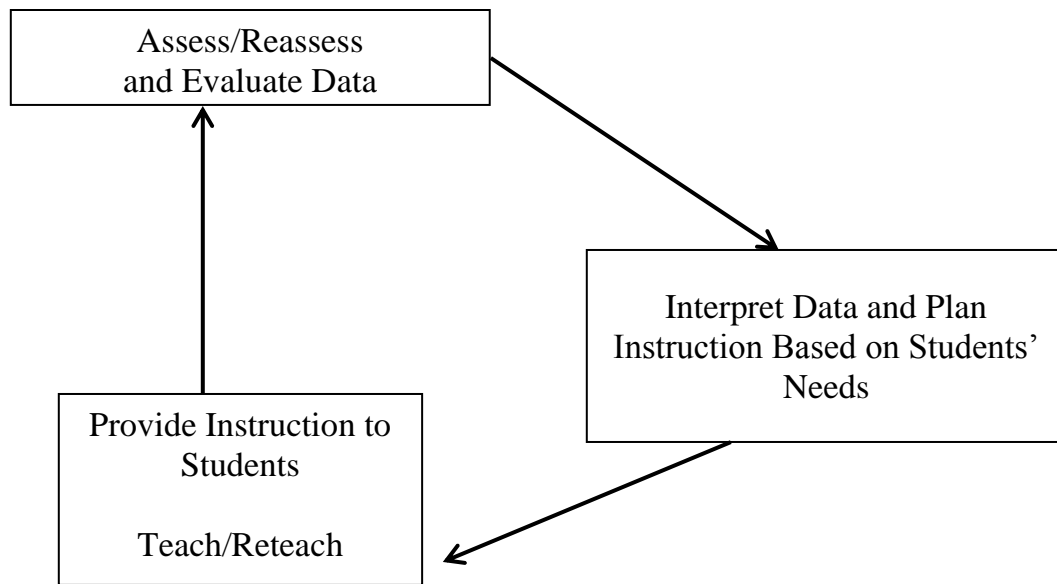 Assess/Reassess
and Evaluate Data
Interpret Data and Plan
Instruction Based on Students’
Needs
Provide Instruction to
Students
Teach/Reteach